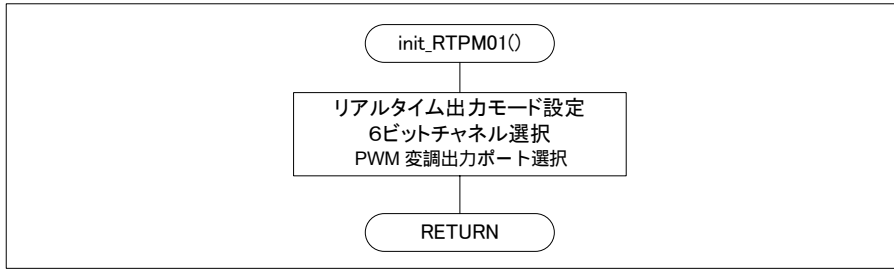 init_RTPM01()
リアルタイム出力モード設定
6ビットチャネル選択
PWM 変調出力ポート選択
RETURN